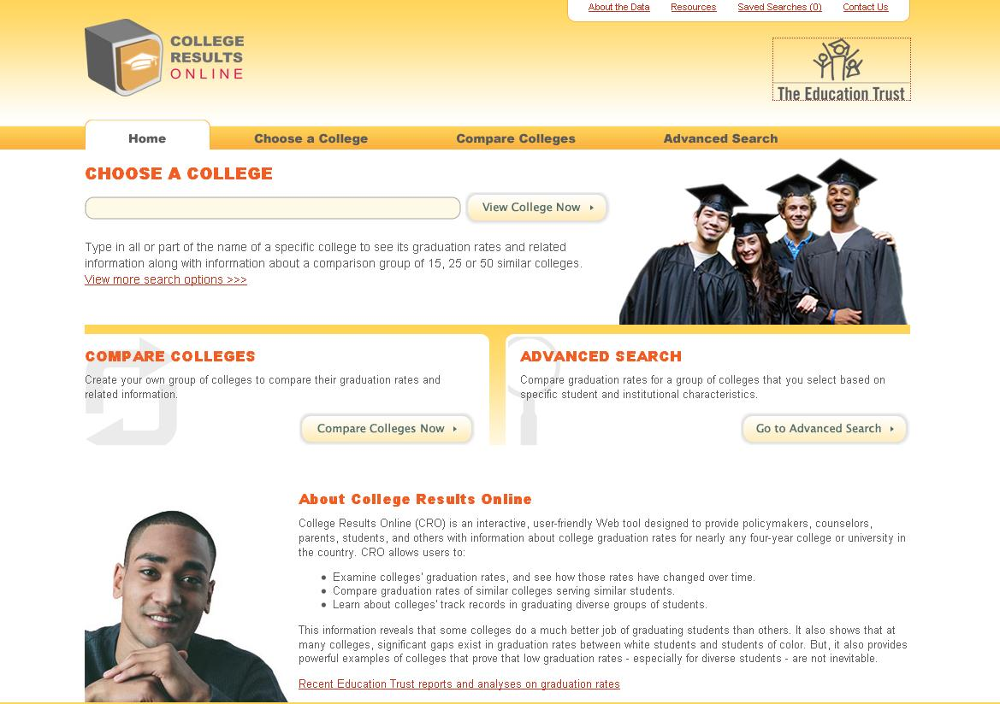 About the Data Resources Saved Searches (0) Contact Us
COLLEGE
RESULTS
ONLINE
The Education Trust
Home Choose a College Compare Colleges Advanced Search
CHOOSE A COLLEGE
View College Now
Type in all or part of the name of a specific college to see its graduation rates and related
information along with information about a comparison group of 15, 25 or 50 similar colleges.
View more search options >>>
COMPARE COLLEGES
Create your own group of colleges to compare their graduation rates and
related information.
Compare Colleges Now
ADVANCED SEARCH
Compare graduation rates for a group of colleges that you select based on
specific student and institutional characteristics.
Go to Advanced Search
About College Results Online
College Results Online (CRO) is an interactive, user-friendly Web tool designed to provide policymakers, counselors,
parents, students, and others with information about college graduation rates for nearly any four-year college or university in
the country. CRO allows users to:
• Examine colleges' graduation rates, and see how those rates have changed over time.
• Compare graduation rates of similar colleges serving similar students.
• Learn about colleges' track records in graduating diverse groups of students.
This information reveals that some colleges do a much better job of graduating students than others. It also shows that at
many colleges, significant gaps exist in graduation rates between white students and students of color. But, it also provides
powerful examples of colleges that prove that low graduation rates - especially for diverse students - are not inevitable.
Recent Education Trust reports and analyses on graduation rates